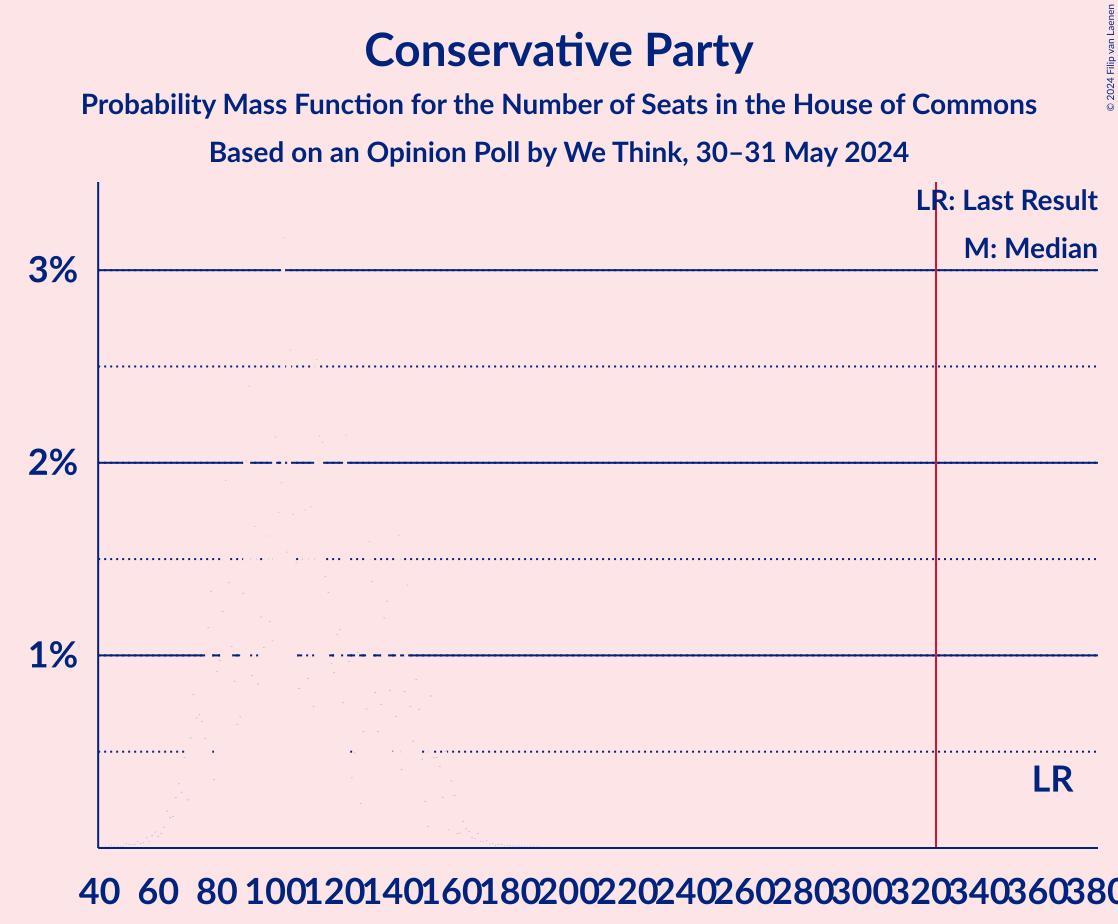 Conservative Party
Probability Mass Function for the Number of Seats in the House of Commons
Based on an Opinion Poll by We Think, 30–31 May 2024
© 2024 Filip van Laenen
LR: Last Result
M: Median
3%
2%
1%
LR
40 60 80 100 120 140 160 180 200 220 240 260 280 300 320 340 360 380